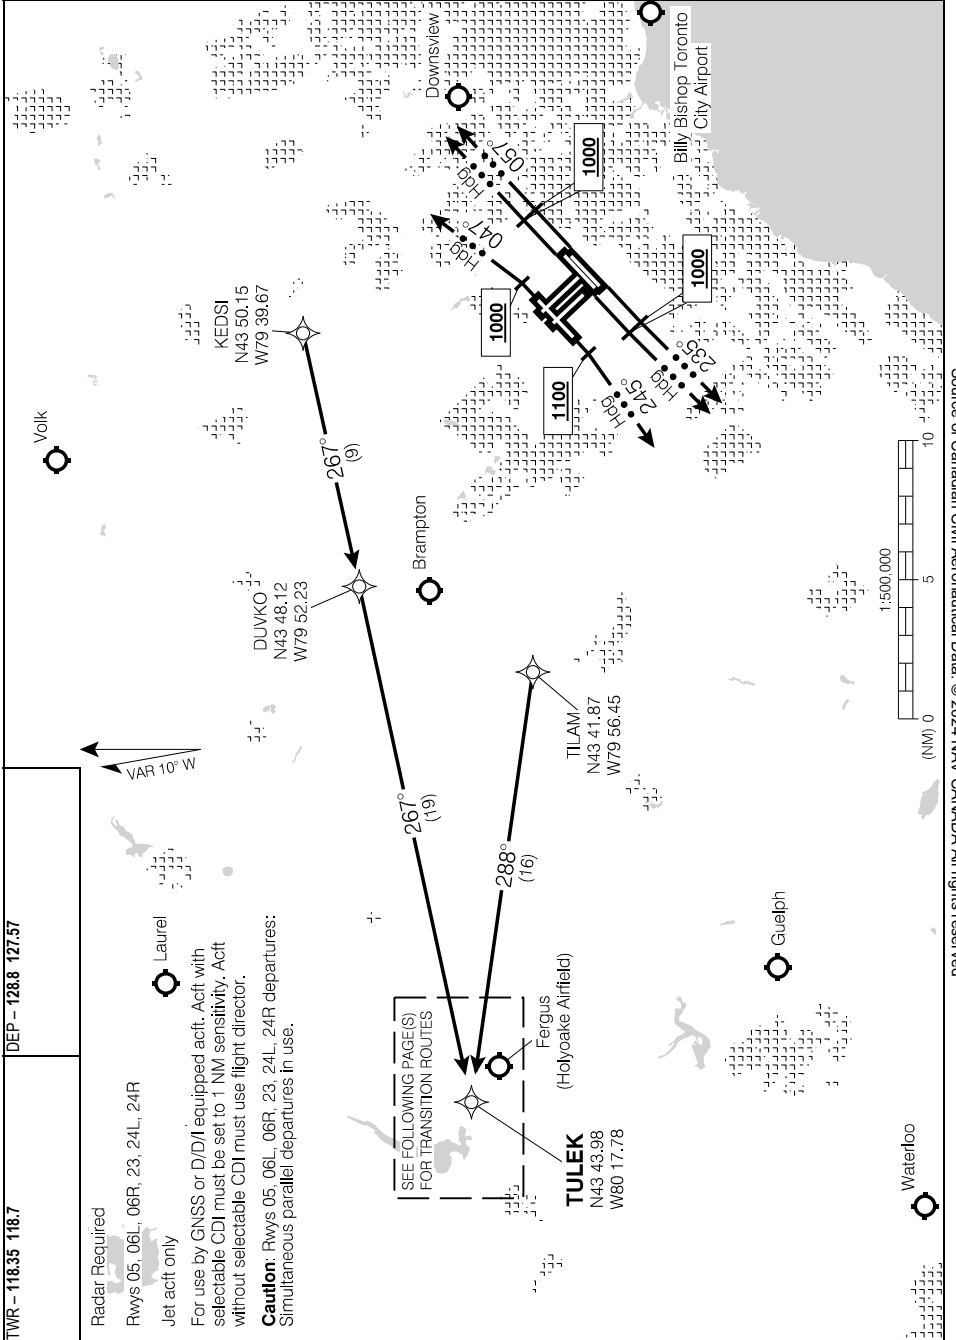 TWR – 118.35 118.7
DEP – 128.8 127.57
Radar Required
Rwys 05, 06L, 06R, 23, 24L, 24R
Jet acft only
For use by GNSS or D/D/I equipped acft. Acft with
selectable CDI must be set to 1 NM sensitivity. Acft
without selectable CDI must use flight director.
Caution: Rwys 05, 06L, 06R, 23, 24L, 24R departures:
Simultaneous parallel departures in use.
Laurel
VAR 10° W
Volk
KEDSI
N43 50.15
W79 39.67
267°
(9)
DUVKO
N43 48.12
W79 52.23
267°
(19)
Brampton
Downsview
Billy Bishop Toronto
City Airport
Hdg 057°
Hdg 047°
1000
1000
1000
1100
Hdg 245°
Hdg 235°
TILAM
N43 41.87
W79 56.45
288°
(16)
SEE FOLLOWING PAGE(S)
FOR TRANSITION ROUTES
TULEK
N43 43.98
W80 17.78
Fergus
(Holyoake Airfield)
Guelph
Waterloo
1:500,000
(NM) 0 5 10
Source of Canadian Civil Aeronautical Data: © 2024 NAV CANADA All rights reserved